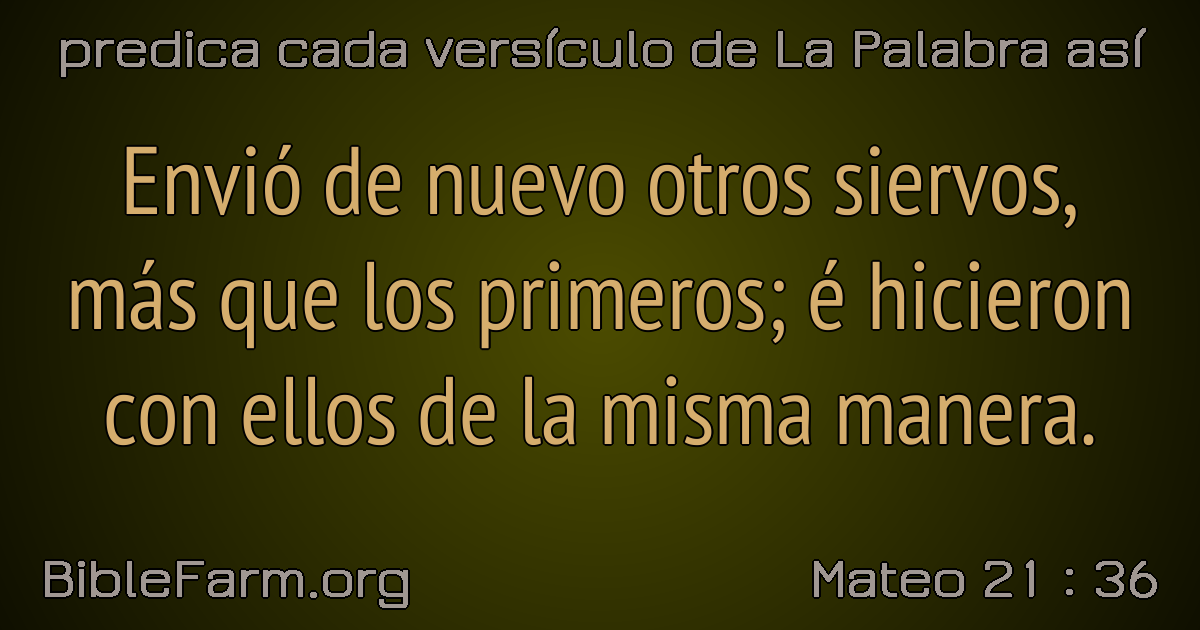 predica cada versículo de La Palabra así
Envió de nuevo otros siervos,
más que los primeros; é hicieron
con ellos de la misma manera.
BibleFarm.org
Mateo 21 : 36